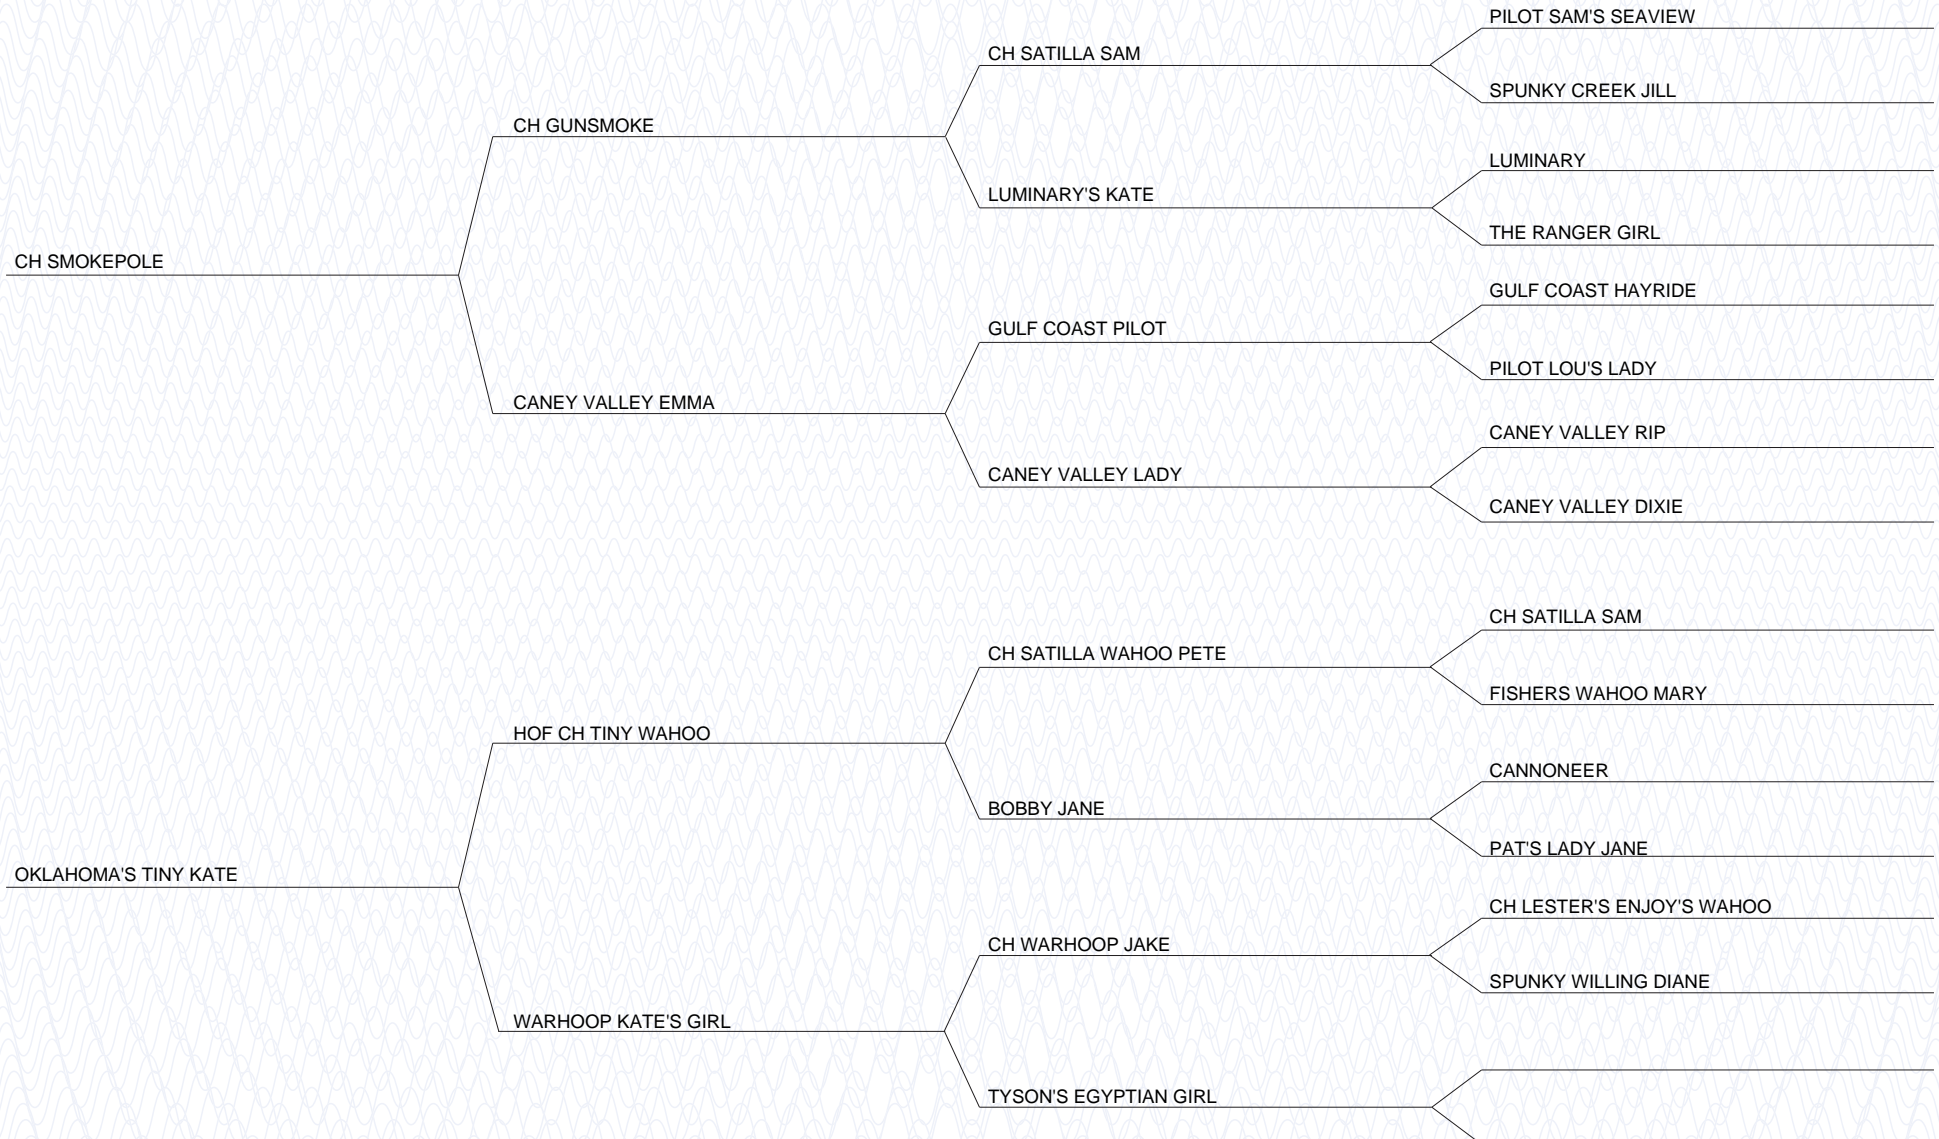 PILOT SAM'S SEAVIEW
CH SATILLA SAM
SPUNKY CREEK JILL
CH GUNSMOKE
LUMINARY
LUMINARY'S KATE
THE RANGER GIRL
CH SMOKEPOLE
GULF COAST HAYRIDE
GULF COAST PILOT
PILOT LOU'S LADY
CANEY VALLEY EMMA
CANEY VALLEY RIP
CANEY VALLEY LADY
CANEY VALLEY DIXIE
CH SATILLA SAM
CH SATILLA WAHOO PETE
FISHERS WAHOO MARY
HOF CH TINY WAHOO
CANNONEER
BOBBY JANE
PAT'S LADY JANE
OKLAHOMA'S TINY KATE
CH LESTER'S ENJOY'S WAHOO
CH WARHOOP JAKE
SPUNKY WILLING DIANE
WARHOOP KATE'S GIRL
TYSON'S EGYPTIAN GIRL